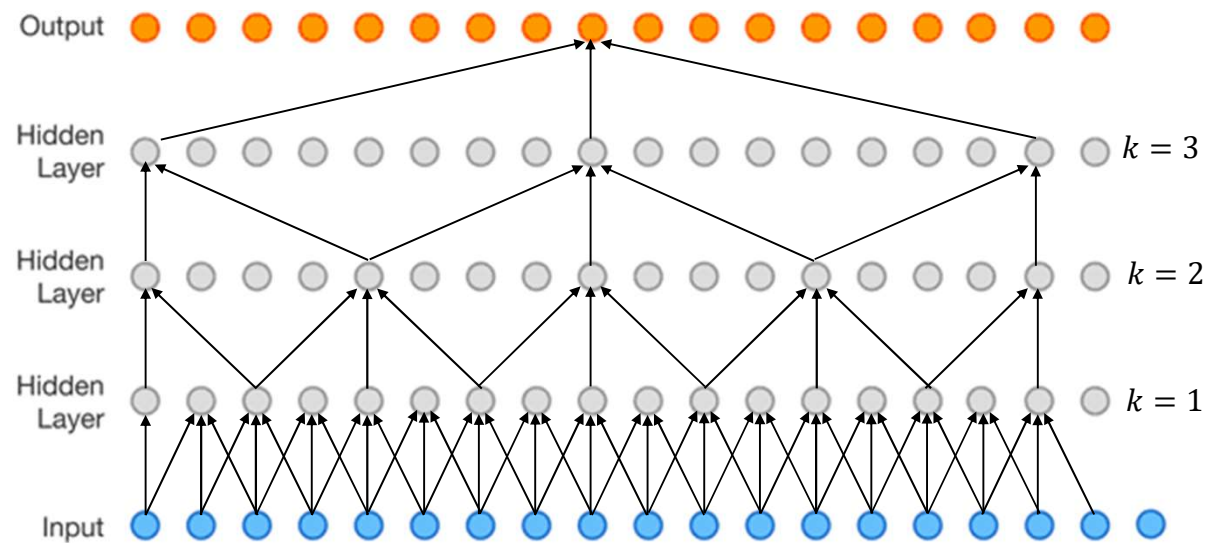 Output
Hidden
Layer
k = 3
Hidden
Layer
k = 2
Hidden
Layer
k = 1
Input